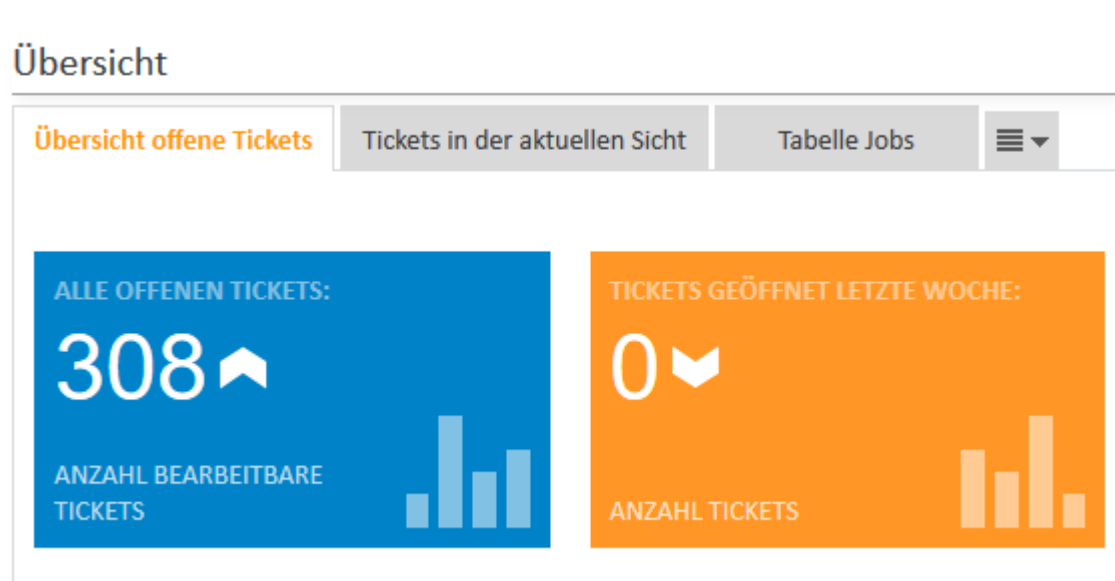 Übersicht
Übersicht offene Tickets
Tickets in der aktuellen Sicht
Tabelle Jobs
ALLE OFFENEN TICKETS:
308
ANZAHL BEARBEITBARE
TICKETS
TICKETS GEÖFFNET LETZTE WOCHE:
0
ANZAHL TICKETS